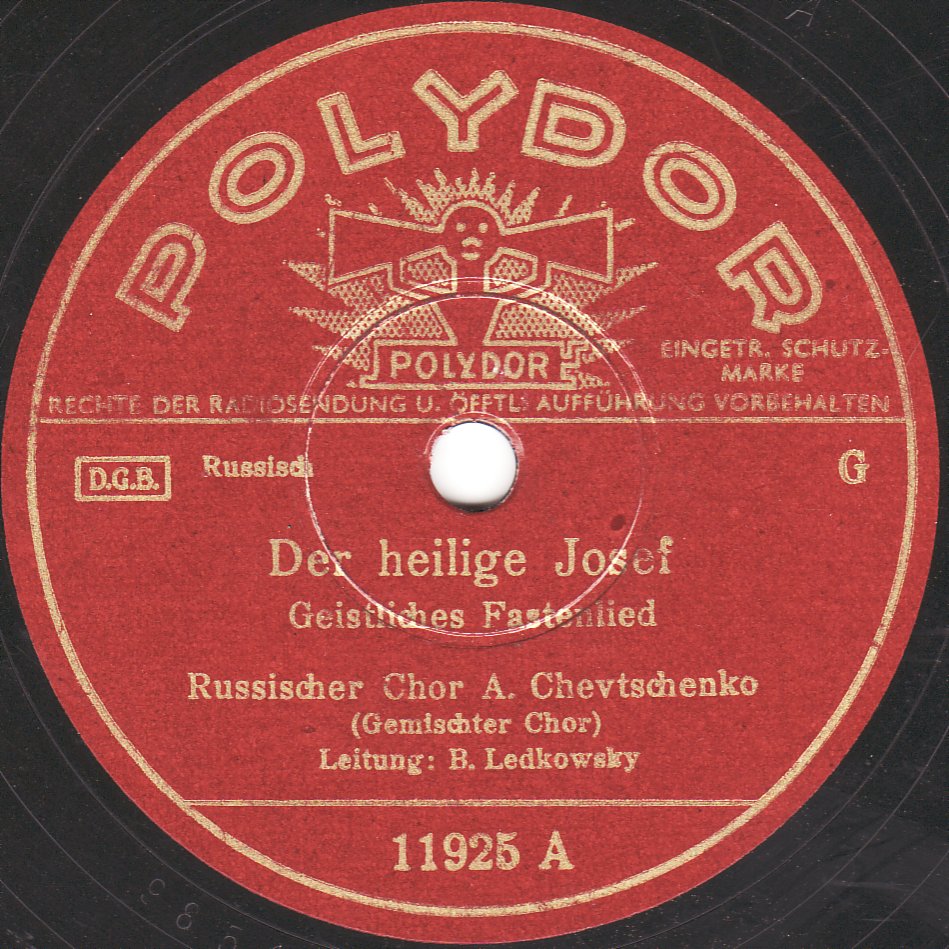 POLYDOR
POLYDOR
EINGETR. SCHUTZ-
MARKE
RECHTE DER RADIOSENDUNG U. ÖFFTL. AUFFÜHRUNG VORBEHALTEN
D.G.B. Russisch G
Der heilige Josef
Geistliches Fastenlied
Russischer Chor A. Chevtschenko
(Gemischter Chor)
Leitung: B. Ledkowsky
11925 A